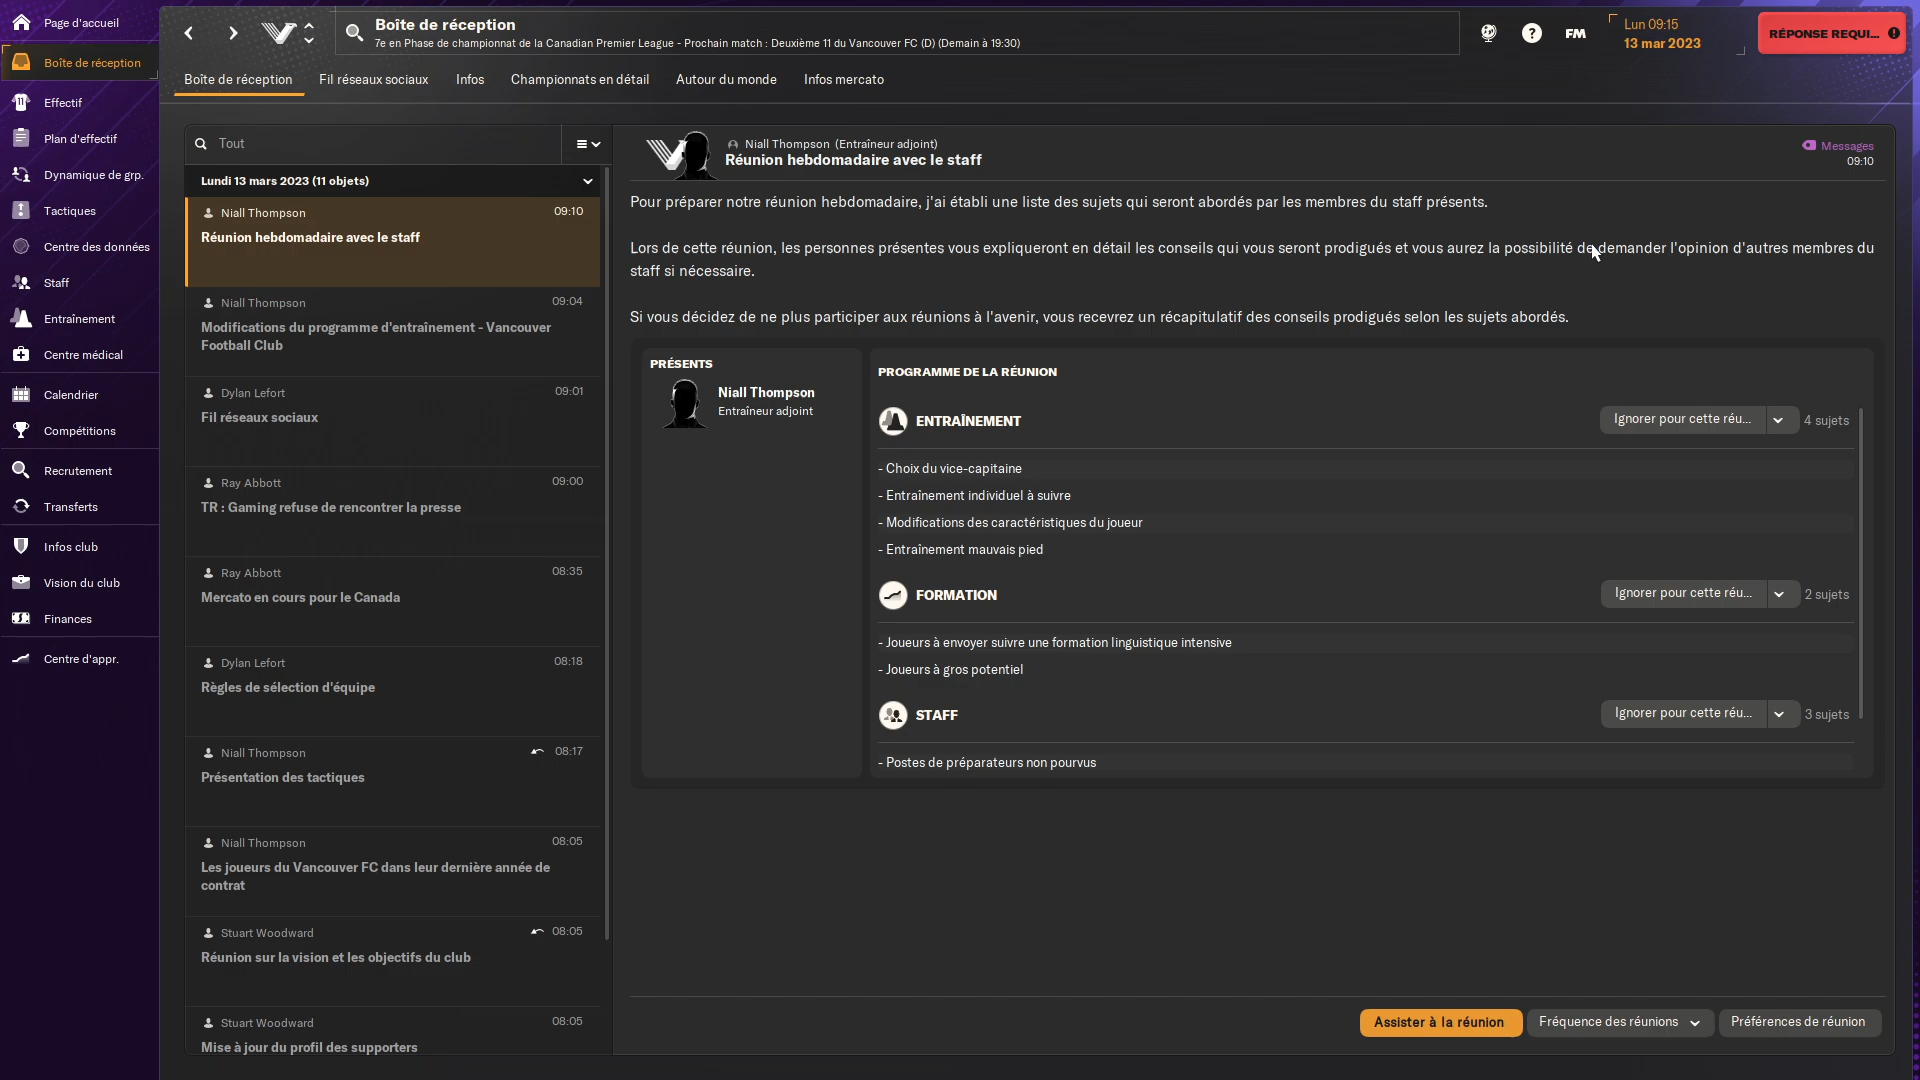 Page d'accueil
Boîte de réception
Effectif
Plan d'effectif
Dynamique de grp.
Tactiques
Centre des données
Staff
Entraînement
Centre médical
Calendrier
Compétitions
Recrutement
Transferts
Infos club
Vision du club
Finances
Centre d'appr.
Boîte de réception
7e en Phase de championnat de la Canadian Premier League - Prochain match : Deuxième 11 du Vancouver FC (D) (Demain à 19:30)
FM
Lun 09:15
13 mar 2023
RÉPONSE REQUI...
Boîte de réception
Fil réseaux sociaux
Infos
Championnats en détail
Autour du monde
Infos mercato
Tout
Lundi 13 mars 2023 (11 objets)
Niall Thompson 09:10
Réunion hebdomadaire avec le staff
Niall Thompson 09:04
Modifications du programme d'entraînement - Vancouver
Football Club
Dylan Lefort 09:01
Fil réseaux sociaux
Ray Abbott 09:00
TR : Gaming refuse de rencontrer la presse
Ray Abbott 08:35
Mercato en cours pour le Canada
Dylan Lefort 08:18
Règles de sélection d'équipe
Niall Thompson 08:17
Présentation des tactiques
Niall Thompson 08:05
Les joueurs du Vancouver FC dans leur dernière année de
contrat
Stuart Woodward 08:05
Réunion sur la vision et les objectifs du club
Stuart Woodward 08:05
Mise à jour du profil des supporters
Niall Thompson (Entraîneur adjoint)
Réunion hebdomadaire avec le staff
Messages
09:10
Pour préparer notre réunion hebdomadaire, j'ai établi une liste des sujets qui seront abordés par les membres du staff présents.
Lors de cette réunion, les personnes présentes vous expliqueront en détail les conseils qui vous seront prodigués et vous aurez la possibilité de demander l'opinion d'autres membres du
staff si nécessaire.
Si vous décidez de ne plus participer aux réunions à l'avenir, vous recevrez un récapitulatif des conseils prodigués selon les sujets abordés.
PRÉSENTS
Niall Thompson
Entraîneur adjoint
PROGRAMME DE LA RÉUNION
ENTRAÎNEMENT
Ignorer pour cette réu...
4 sujets
- Choix du vice-capitaine
- Entraînement individuel à suivre
- Modifications des caractéristiques du joueur
- Entraînement mauvais pied
FORMATION
Ignorer pour cette réu...
2 sujets
- Joueurs à envoyer suivre une formation linguistique intensive
- Joueurs à gros potentiel
STAFF
Ignorer pour cette réu...
3 sujets
- Postes de préparateurs non pourvus
Assister à la réunion
Fréquence des réunions
Préférences de réunion